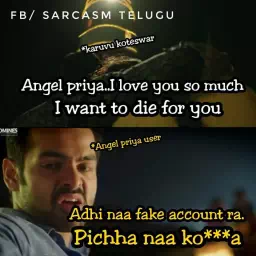 FB/ SARCASM TELUGU
*karuvu koteswar
Angel priya..I love you so much
I want to die for you
*Angel priya user
Adhi naa fake account ra.
Pichha naa ko***a